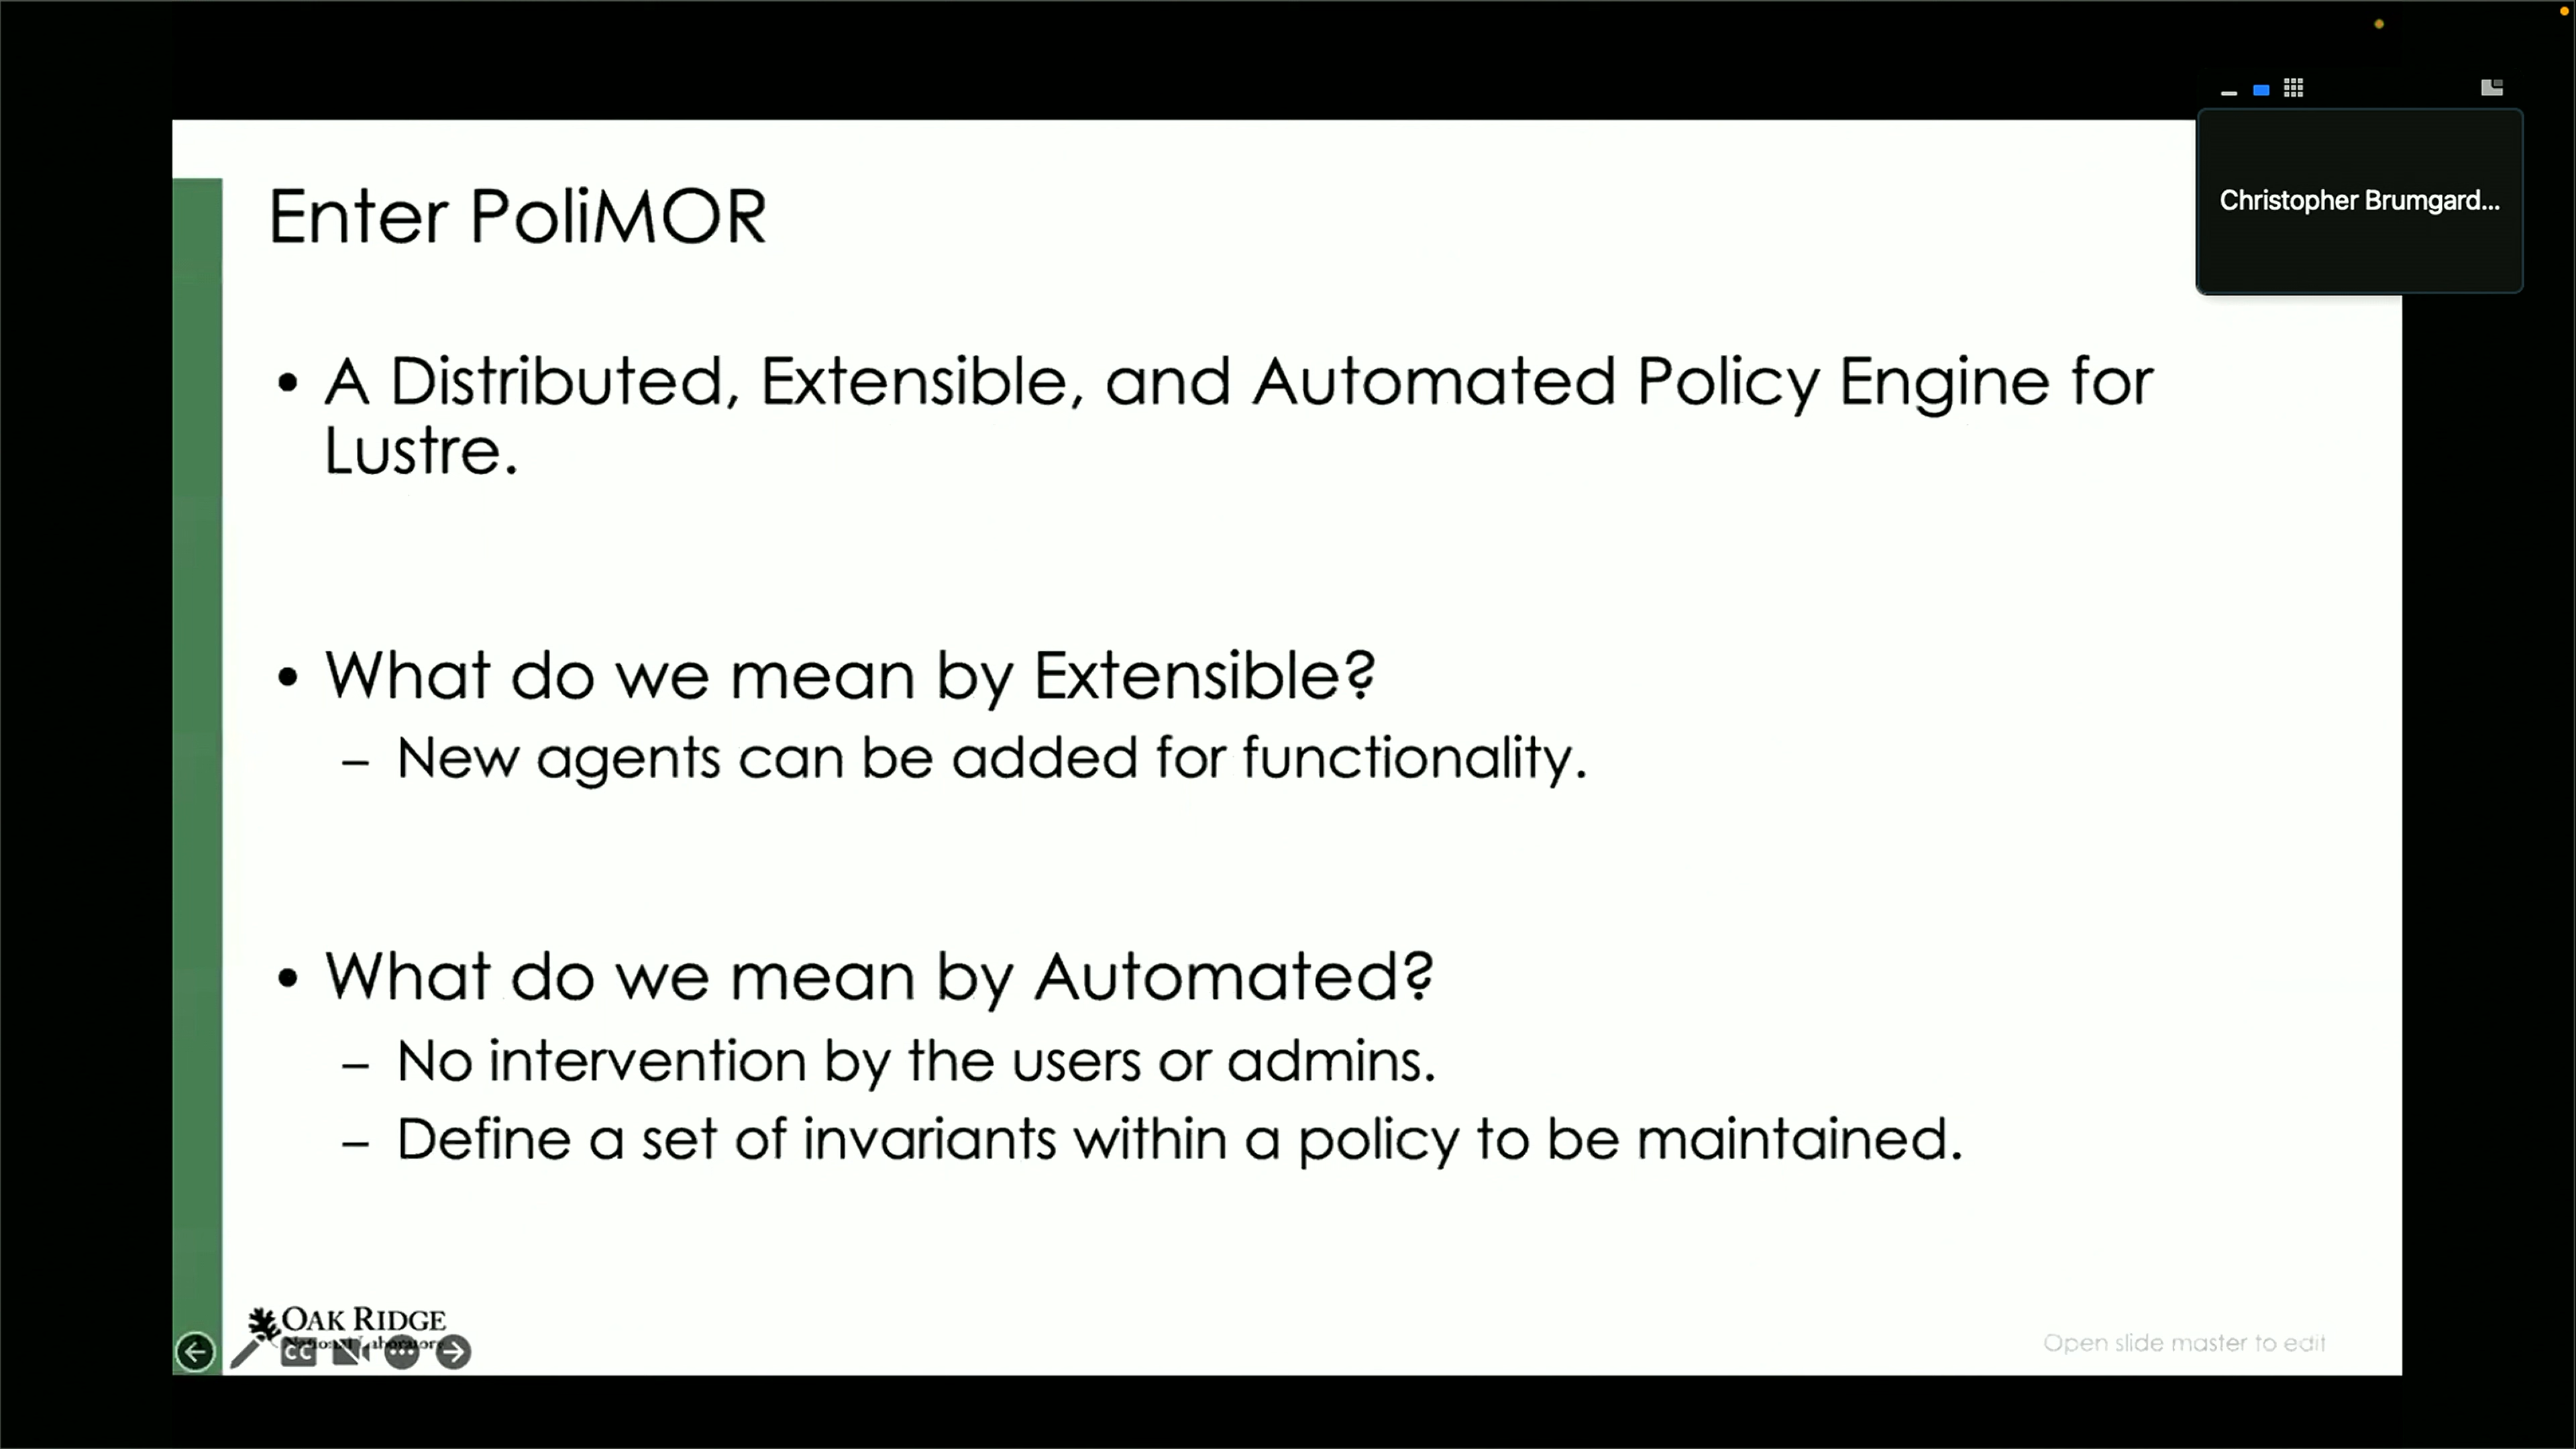 Enter PoliMOR
Christopher Brumgard...
• A Distributed, Extensible, and Automated Policy Engine for
Lustre.
• What do we mean by Extensible?
– New agents can be added for functionality.
• What do we mean by Automated?
– No intervention by the users or admins.
– Define a set of invariants within a policy to be maintained.
OAK RIDGE
National Laboratory
CC
Open slide master to edit